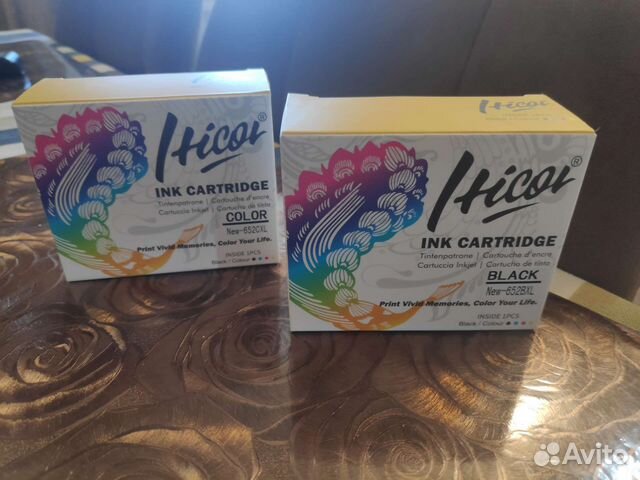 Hicor®
INK CARTRIDGE
Tintenpatrone | Cartouche d'encre
Cartuccia Inkjet | Cartucho de tinta
COLOR
New-652CXL
Print Vivid Memories, Color Your Life.
INSIDE 1PCS
Black / Colour
Hicor
Hicor®
INK CARTRIDGE
Tintenpatrone | Cartouche d'encre
Cartuccia Inkjet | Cartucho de tinta
BLACK
New-652BXL
Print Vivid Memories, Color Your Life.
INSIDE 1PCS
Black / Colour
Avito